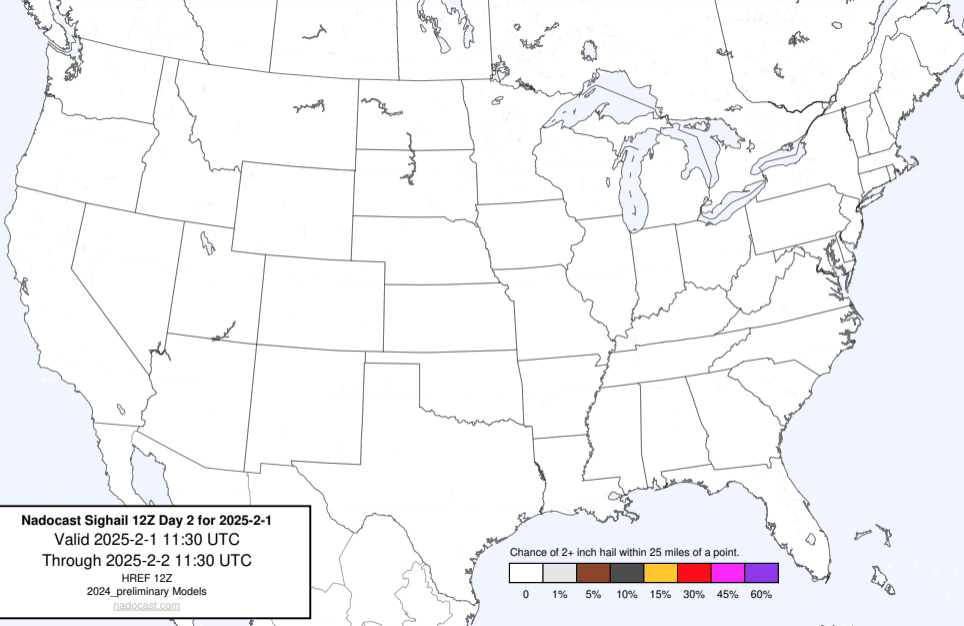 Nadocast Sighail 12Z Day 2 for 2025-2-1
Valid 2025-2-1 11:30 UTC
Through 2025-2-2 11:30 UTC
HREF 12Z
2024_preliminary Models
nadocast.com
Chance of 2+ inch hail within 25 miles of a point.
0 1% 5% 10% 15% 30% 45% 60%